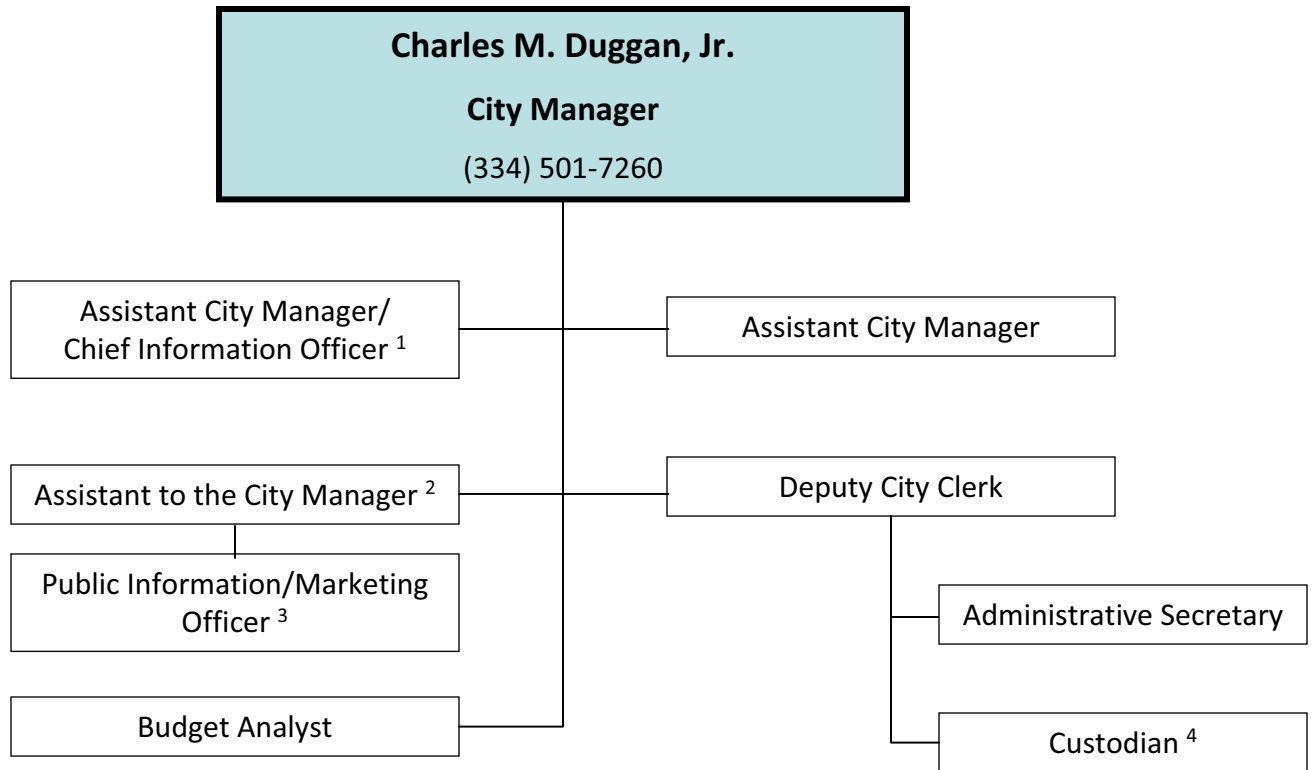 Charles M. Duggan, Jr.
City Manager
(334) 501-7260
Assistant City Manager/
Chief Information Officer 1
Assistant City Manager
Assistant to the City Manager 2
Deputy City Clerk
Public Information/Marketing
Officer 3
Administrative Secretary
Budget Analyst
Custodian 4